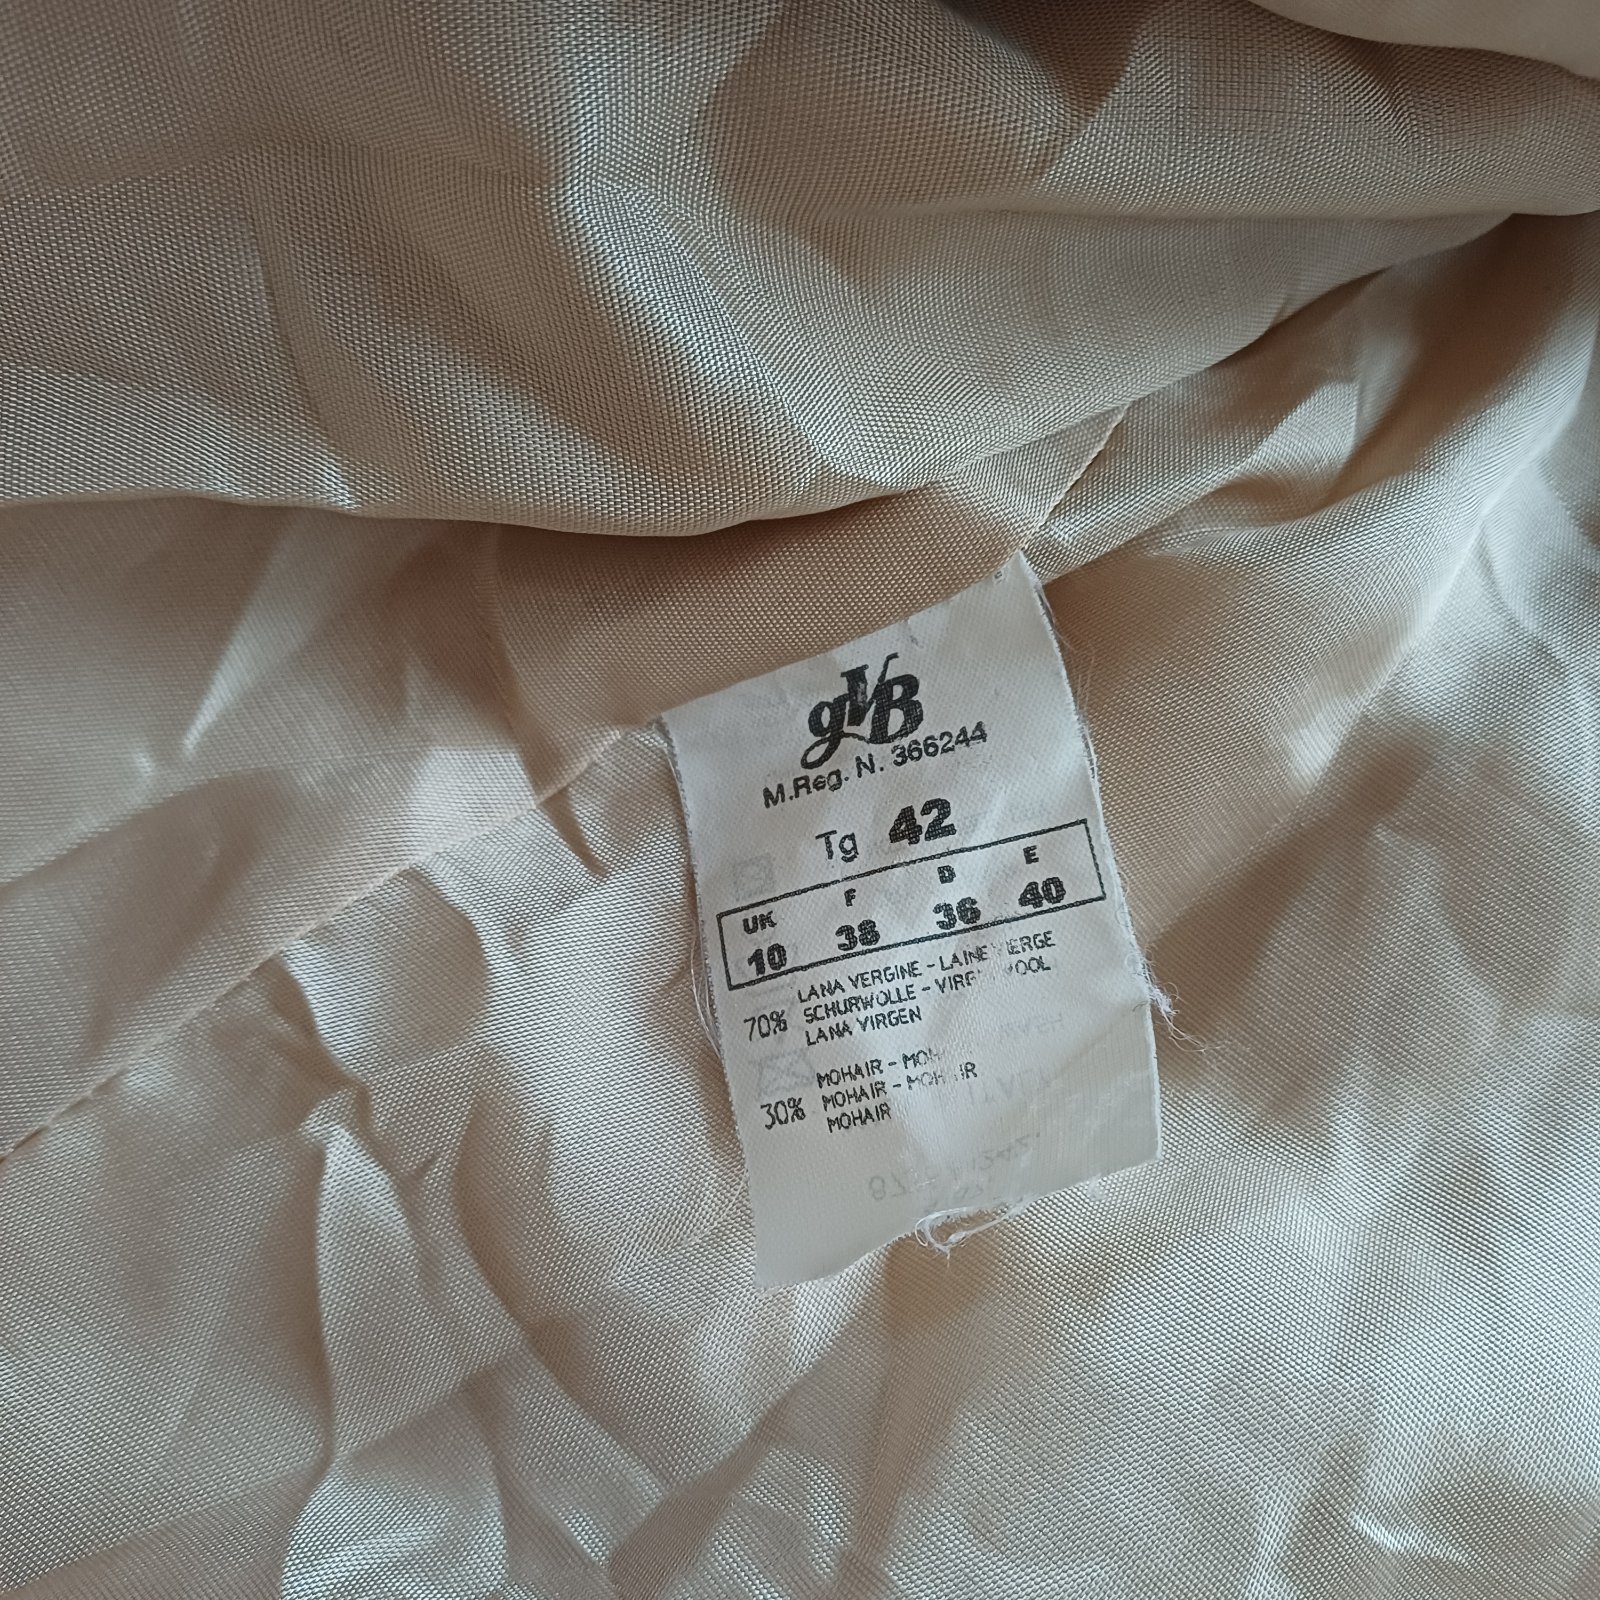 gVB
M.Reg. N. 366244
Tg 42
UK F D E
10 38 36 40
70% LANA VERGINE - LAINE VIERGE
SCHURWOLLE - VIRGIN WOOL
LANA VIRGEN
30% MOHAIR - MOHAIR
MOHAIR - MOHAIR
MOHAIR